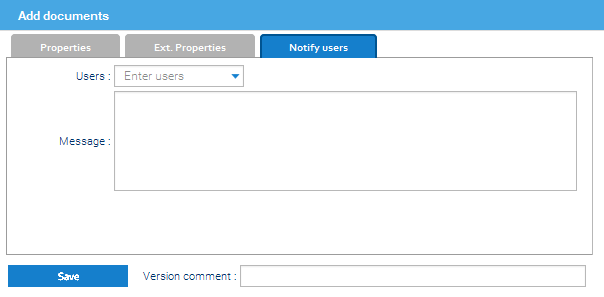 Add documents
Properties Ext. Properties Notify users
Users : Enter users
Message :
Save Version comment :